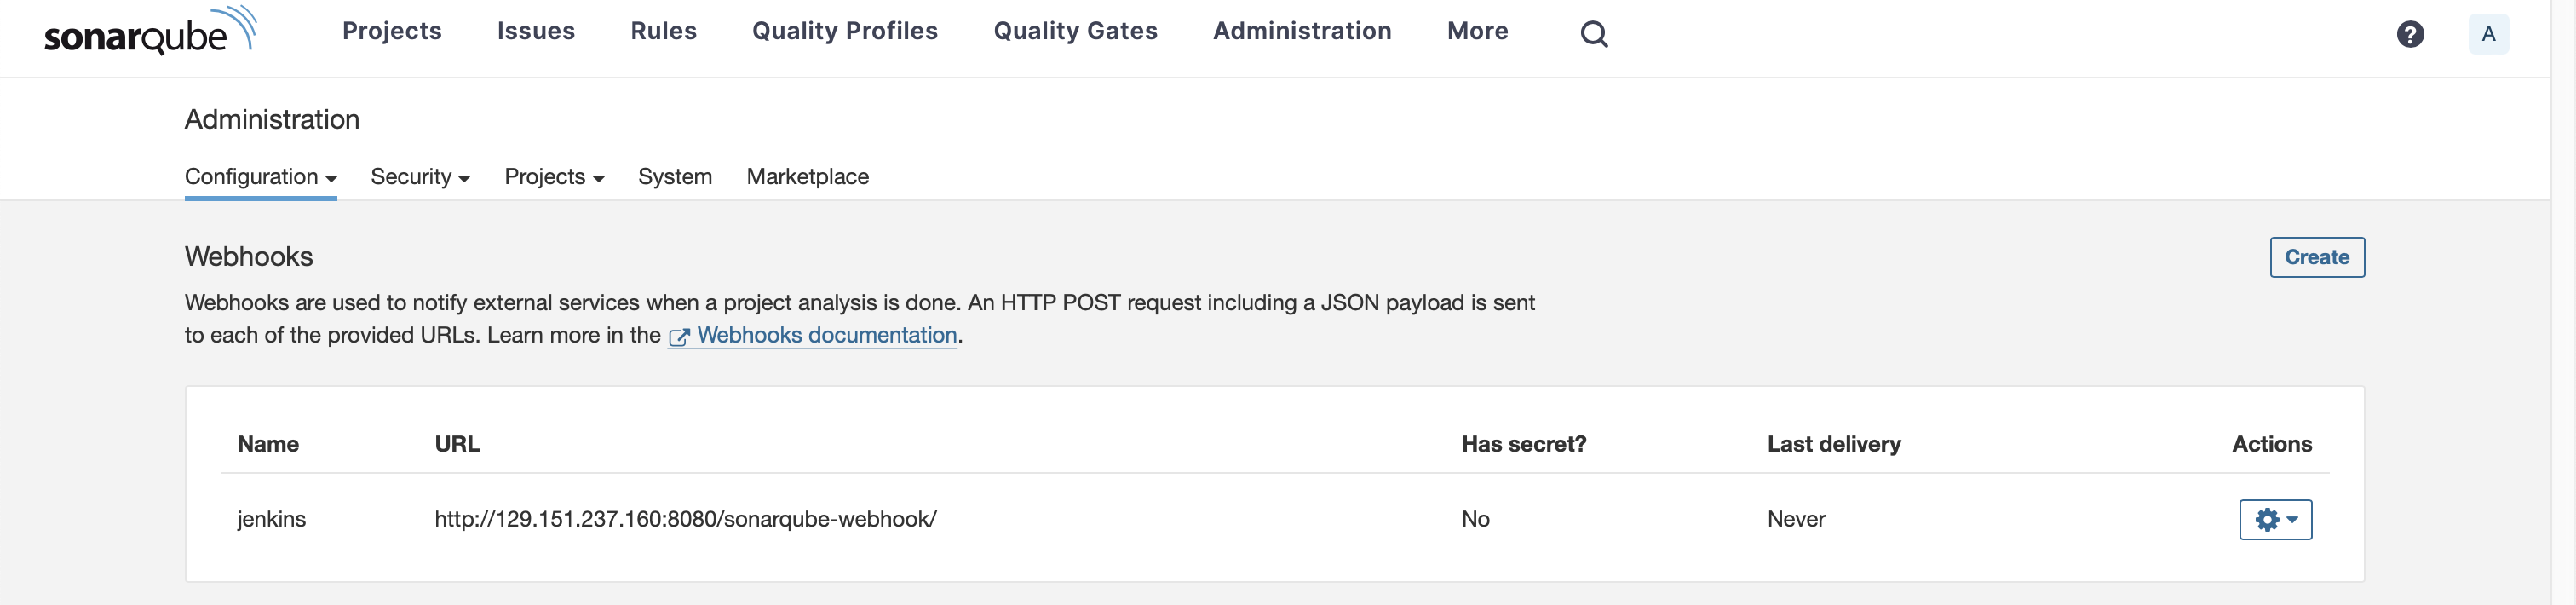 sonarqube Projects Issues Rules Quality Profiles Quality Gates Administration More ? A
Administration
Configuration Security Projects System Marketplace
Webhooks Create
Webhooks are used to notify external services when a project analysis is done. An HTTP POST request including a JSON payload is sent
to each of the provided URLs. Learn more in the Webhooks documentation.
Name URL Has secret? Last delivery Actions
jenkins http://129.151.237.160:8080/sonarqube-webhook/ No Never